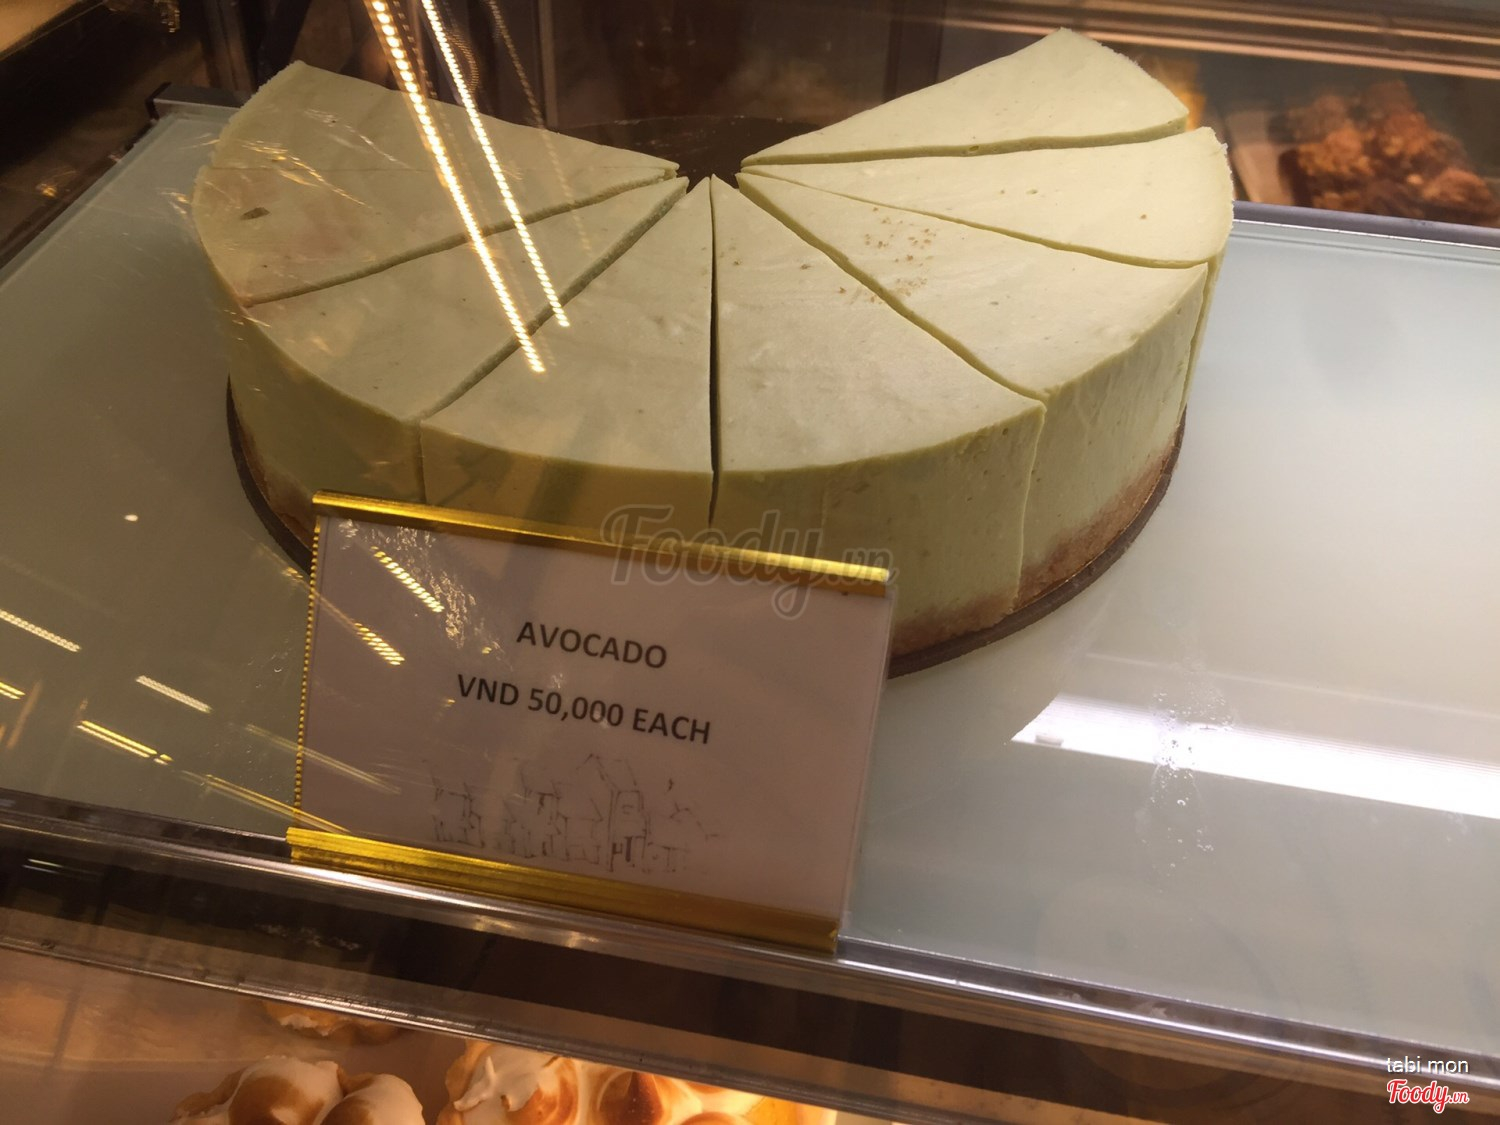 Foody.vn
AVOCADO
VND 50,000 EACH
tabi mon
Foody.vn